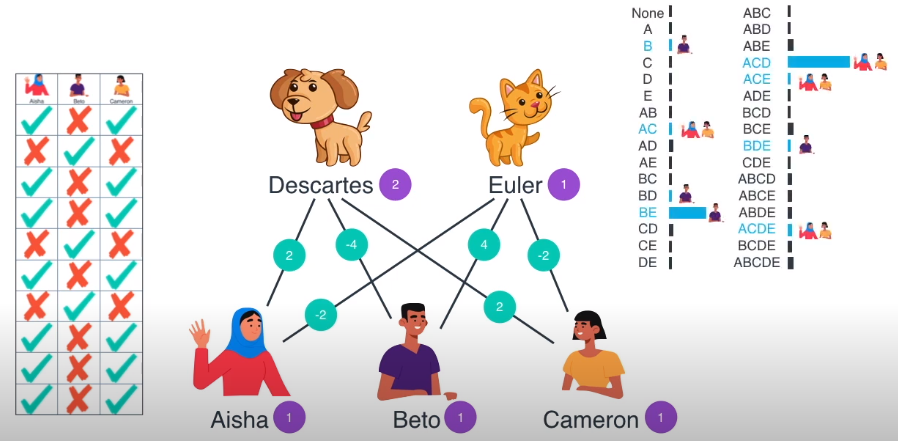 Aisha Beto Cameron
Descartes 2
Euler 1
2
-4
4
-2
-2
2
Aisha 1
Beto 1
Cameron 1
None
A
B
C
D
E
AB
AC
AD
AE
BC
BD
BE
CD
CE
DE
ABC
ABD
ABE
ACD
ACE
ADE
BCD
BCE
BDE
CDE
ABCD
ABCE
ABDE
ACDE
BCDE
ABCDE